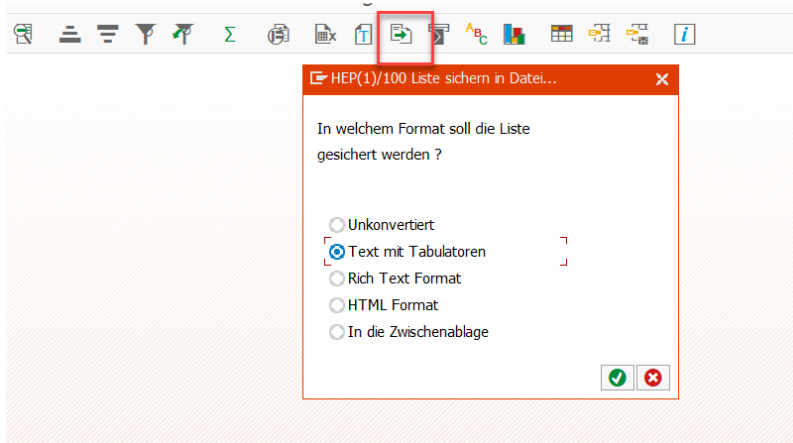 HEP(1)/100 Liste sichern in Datei...
In welchem Format soll die Liste
gesichert werden ?
Unkonvertiert
Text mit Tabulatoren
Rich Text Format
HTML Format
In die Zwischenablage